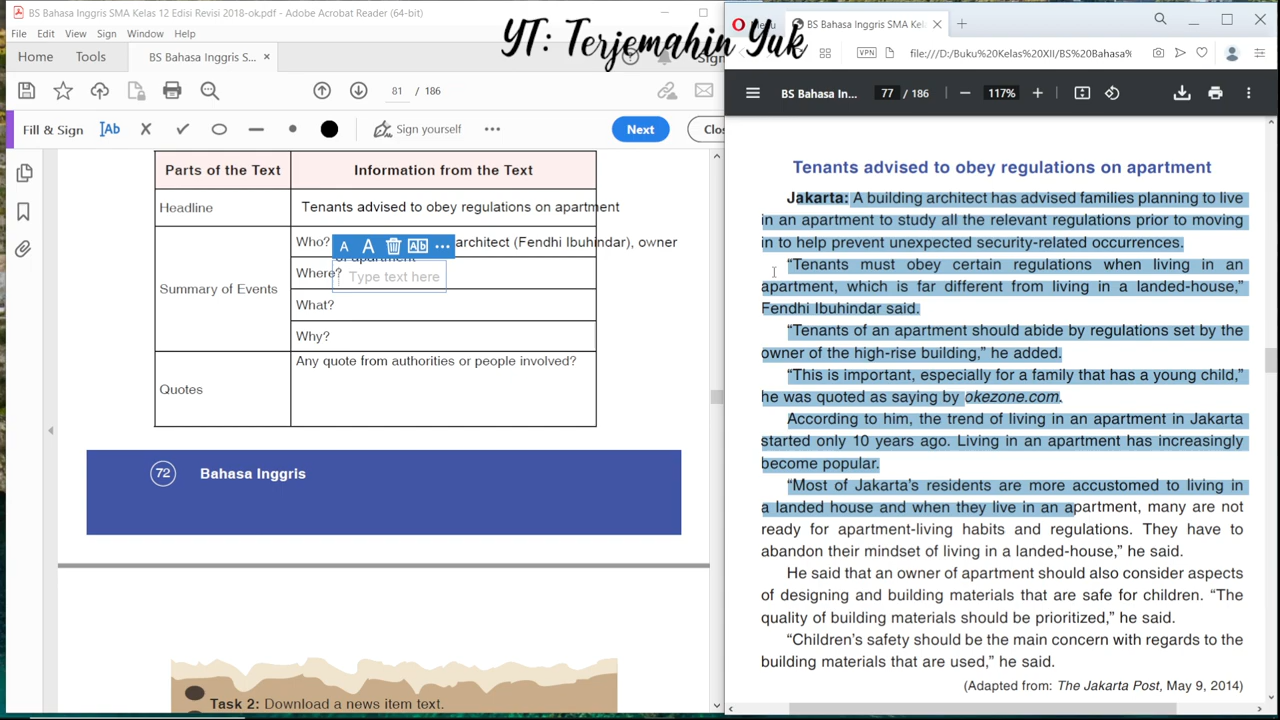 BS Bahasa Inggris SMA Kelas 12 Edisi Revisi 2018-ok.pdf - Adobe Acrobat Reader (64-bit)
File Edit View Sign Window Help
YT: Terjemahin Yuk
Home Tools BS Bahasa Inggris S...
81 / 186
Fill & Sign Ab Sign yourself Next Clo
Parts of the Text Information from the Text
Headline Tenants advised to obey regulations on apartment
Summary of Events
Who? architect (Fendhi Ibuhindar), owner
of apartment
A A Ab
Where? Type text here
What?
Why?
Quotes
Any quote from authorities or people involved?
72 Bahasa Inggris
Task 2: Download a news item text.
BS Bahasa Inggris SMA Kel
VPN file:///D:/Buku%20Kelas%20XII/BS%20Bahasa%
BS Bahasa In... 77 / 186 117%
Tenants advised to obey regulations on apartment
Jakarta: A building architect has advised families planning to live
in an apartment to study all the relevant regulations prior to moving
in to help prevent unexpected security-related occurrences.
“Tenants must obey certain regulations when living in an
apartment, which is far different from living in a landed-house,”
Fendhi Ibuhindar said.
“Tenants of an apartment should abide by regulations set by the
owner of the high-rise building,” he added.
“This is important, especially for a family that has a young child,”
he was quoted as saying by okezone.com.
According to him, the trend of living in an apartment in Jakarta
started only 10 years ago. Living in an apartment has increasingly
become popular.
“Most of Jakarta’s residents are more accustomed to living in
a landed house and when they live in an apartment, many are not
ready for apartment-living habits and regulations. They have to
abandon their mindset of living in a landed-house,” he said.
He said that an owner of apartment should also consider aspects
of designing and building materials that are safe for children. “The
quality of building materials should be prioritized,” he said.
“Children’s safety should be the main concern with regards to the
building materials that are used,” he said.
(Adapted from: The Jakarta Post, May 9, 2014)